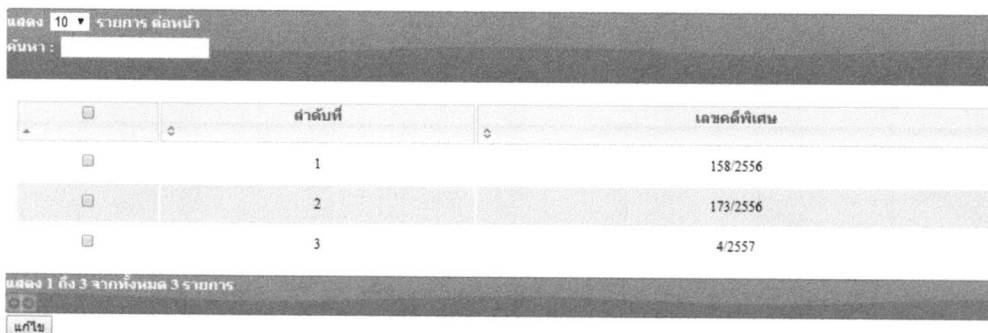 แสดง 10 รายการ ต่อหน้า
ค้นหา :
ลำดับที่ เลขคดีพิเศษ
1 158/2556
2 173/2556
3 4/2557
แสดง 1 ถึง 3 จากทั้งหมด 3 รายการ
แก้ไข